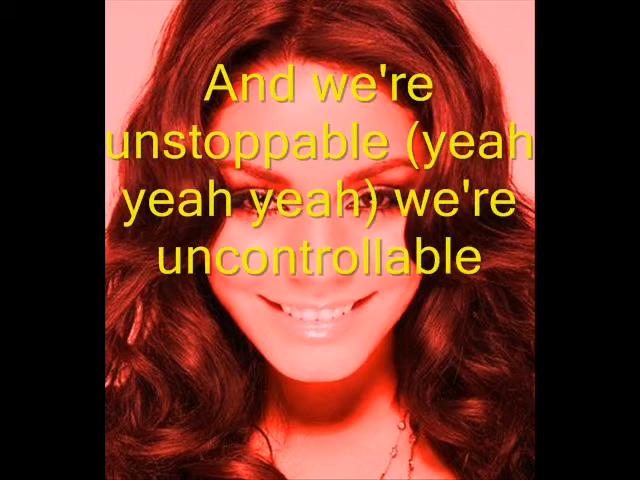 And we're
unstoppable (yeah
yeah yeah) we're
uncontrollable